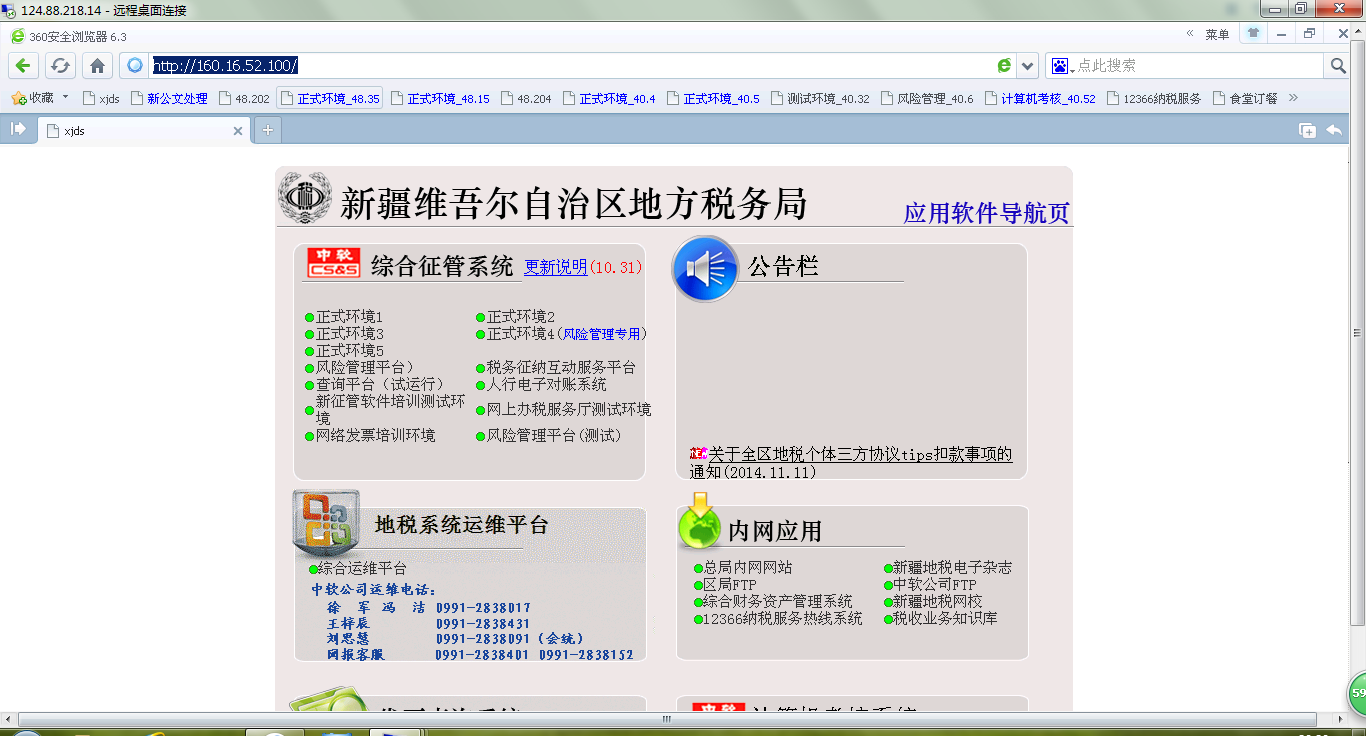 124.88.218.14 - 远程桌面连接
360安全浏览器 6.3
« 菜单
http://160.16.52.100/
点此搜索
收藏 xjds 新公文处理 48.202 正式环境_48.35 正式环境_48.15 48.204 正式环境_40.4 正式环境_40.5 测试环境_40.32 风险管理_40.6 计算机考核_40.52 12366纳税服务 食堂订餐 »
xjds
新疆维吾尔自治区地方税务局
应用软件导航页
中软
CS&S
综合征管系统 更新说明(10.31)
正式环境1 正式环境2
正式环境3 正式环境4(风险管理专用)
正式环境5
风险管理平台） 税务征纳互动服务平台
查询平台（试运行） 人行电子对账系统
新征管软件培训测试环
境
网上办税服务厅测试环境
网络发票培训环境 风险管理平台(测试)
公告栏
关于全区地税个体三方协议tips扣款事项的
通知(2014.11.11)
地税系统运维平台
综合运维平台
中软公司运维电话：
徐 军 冯 洁 0991-2838017
王梓辰 0991-2838431
刘思慧 0991-2838091（会统）
网报客服 0991-2838401 0991-2838152
内网应用
总局内网网站 新疆地税电子杂志
区局FTP 中软公司FTP
综合财务资产管理系统 新疆地税网校
12366纳税服务热线系统 税收业务知识库
59